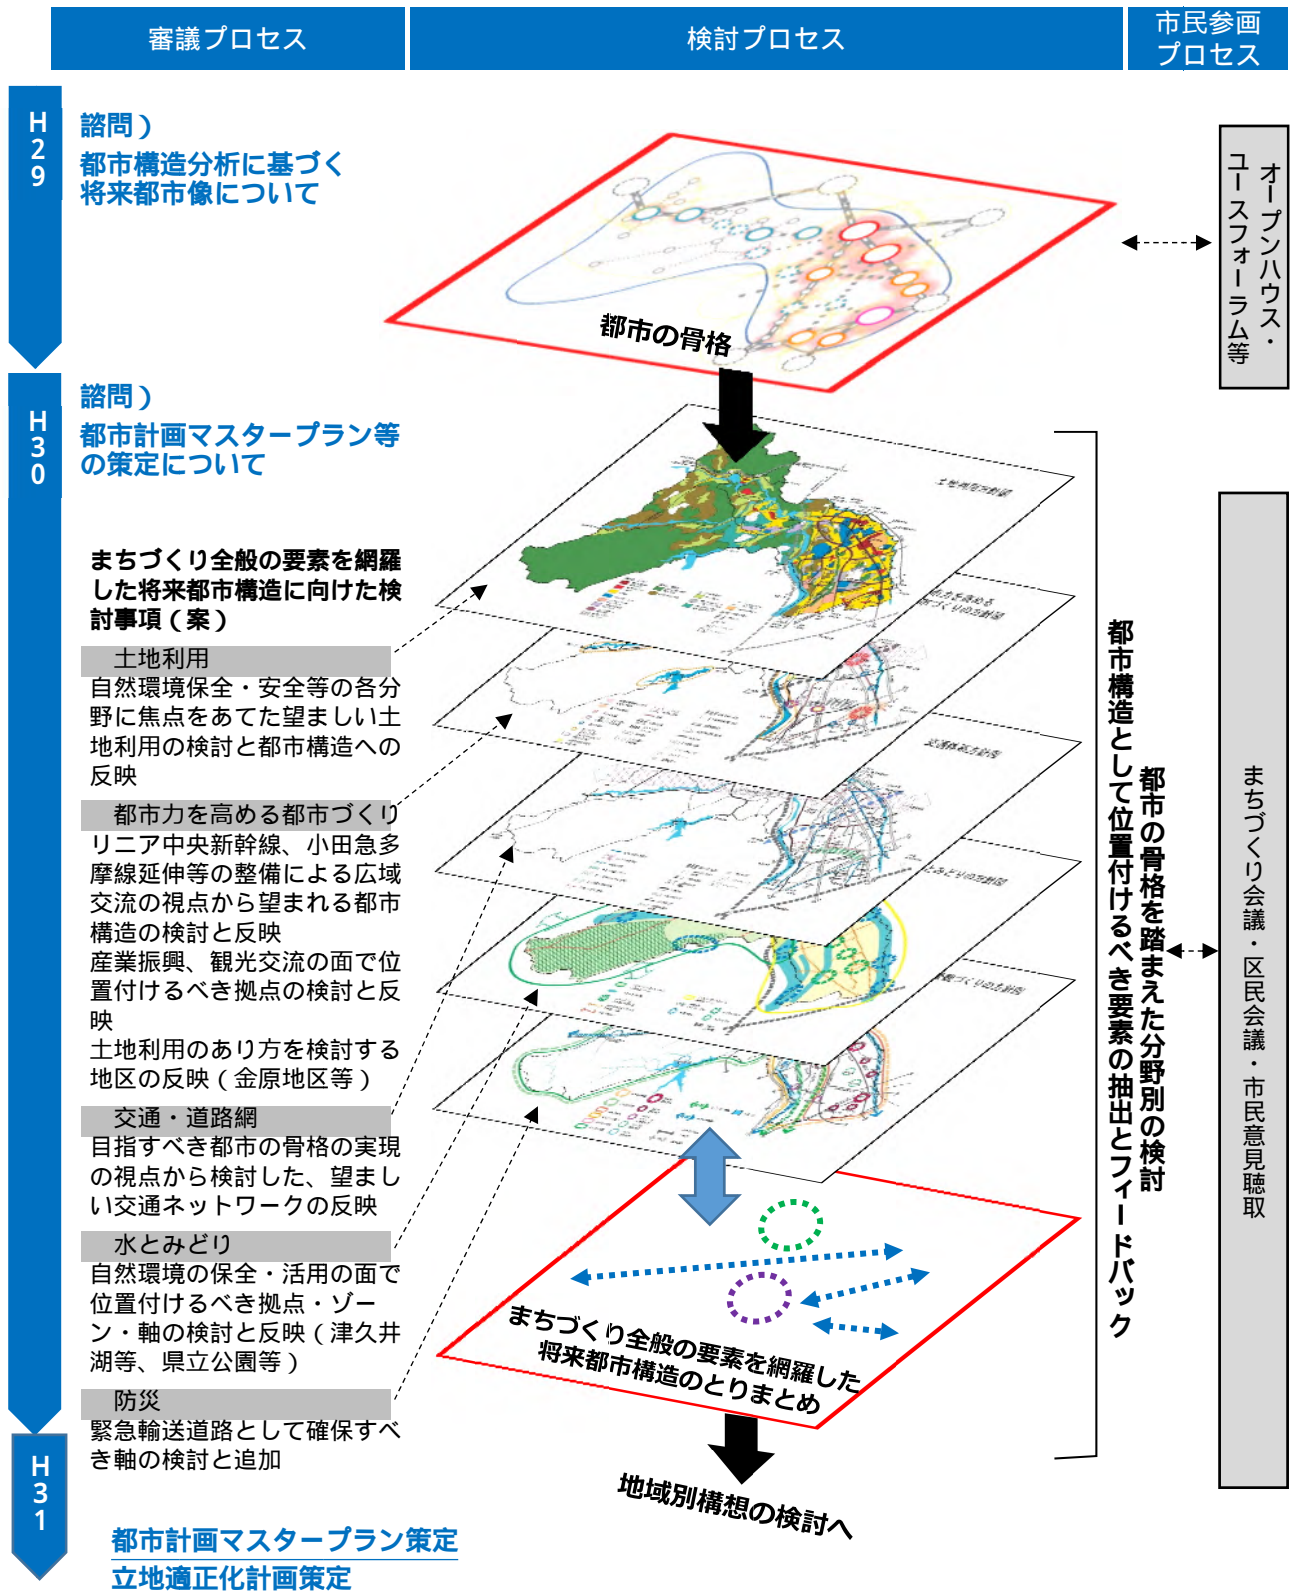 審議プロセス
検討プロセス
市民参画
プロセス
H29
諮問）
都市構造分析に基づく
将来都市像について
都市の骨格
オープンハウス・
ユースフォーラム等
H30
諮問）
都市計画マスタープラン等
の策定について
まちづくり全般の要素を網羅
した将来都市構造に向けた検
討事項（案）
土地利用
自然環境保全・安全等の各分
野に焦点をあてた望ましい土
地利用の検討と都市構造への
反映
都市力を高める都市づくり
リニア中央新幹線、小田急多
摩線延伸等の整備による広域
交流の視点から望まれる都市
構造の検討と反映
産業振興、観光交流の面で位
置付けるべき拠点の検討と反
映
土地利用のあり方を検討する
地区の反映（金原地区等）
交通・道路網
目指すべき都市の骨格の実現
の視点から検討した、望まし
い交通ネットワークの反映
水とみどり
自然環境の保全・活用の面で
位置付けるべき拠点・ゾー
ン・軸の検討と反映（津久井
湖等、県立公園等）
防災
緊急輸送道路として確保すべ
き軸の検討と追加
土地利用方針図
まちづくり全般の要素を網羅した
将来都市構造のとりまとめ
地域別構想の検討へ
都市の骨格を踏まえた分野別の検討
都市構造として位置付けるべき要素の抽出とフィードバック
まちづくり会議・区民会議・市民意見聴取
H31
都市計画マスタープラン策定
立地適正化計画策定